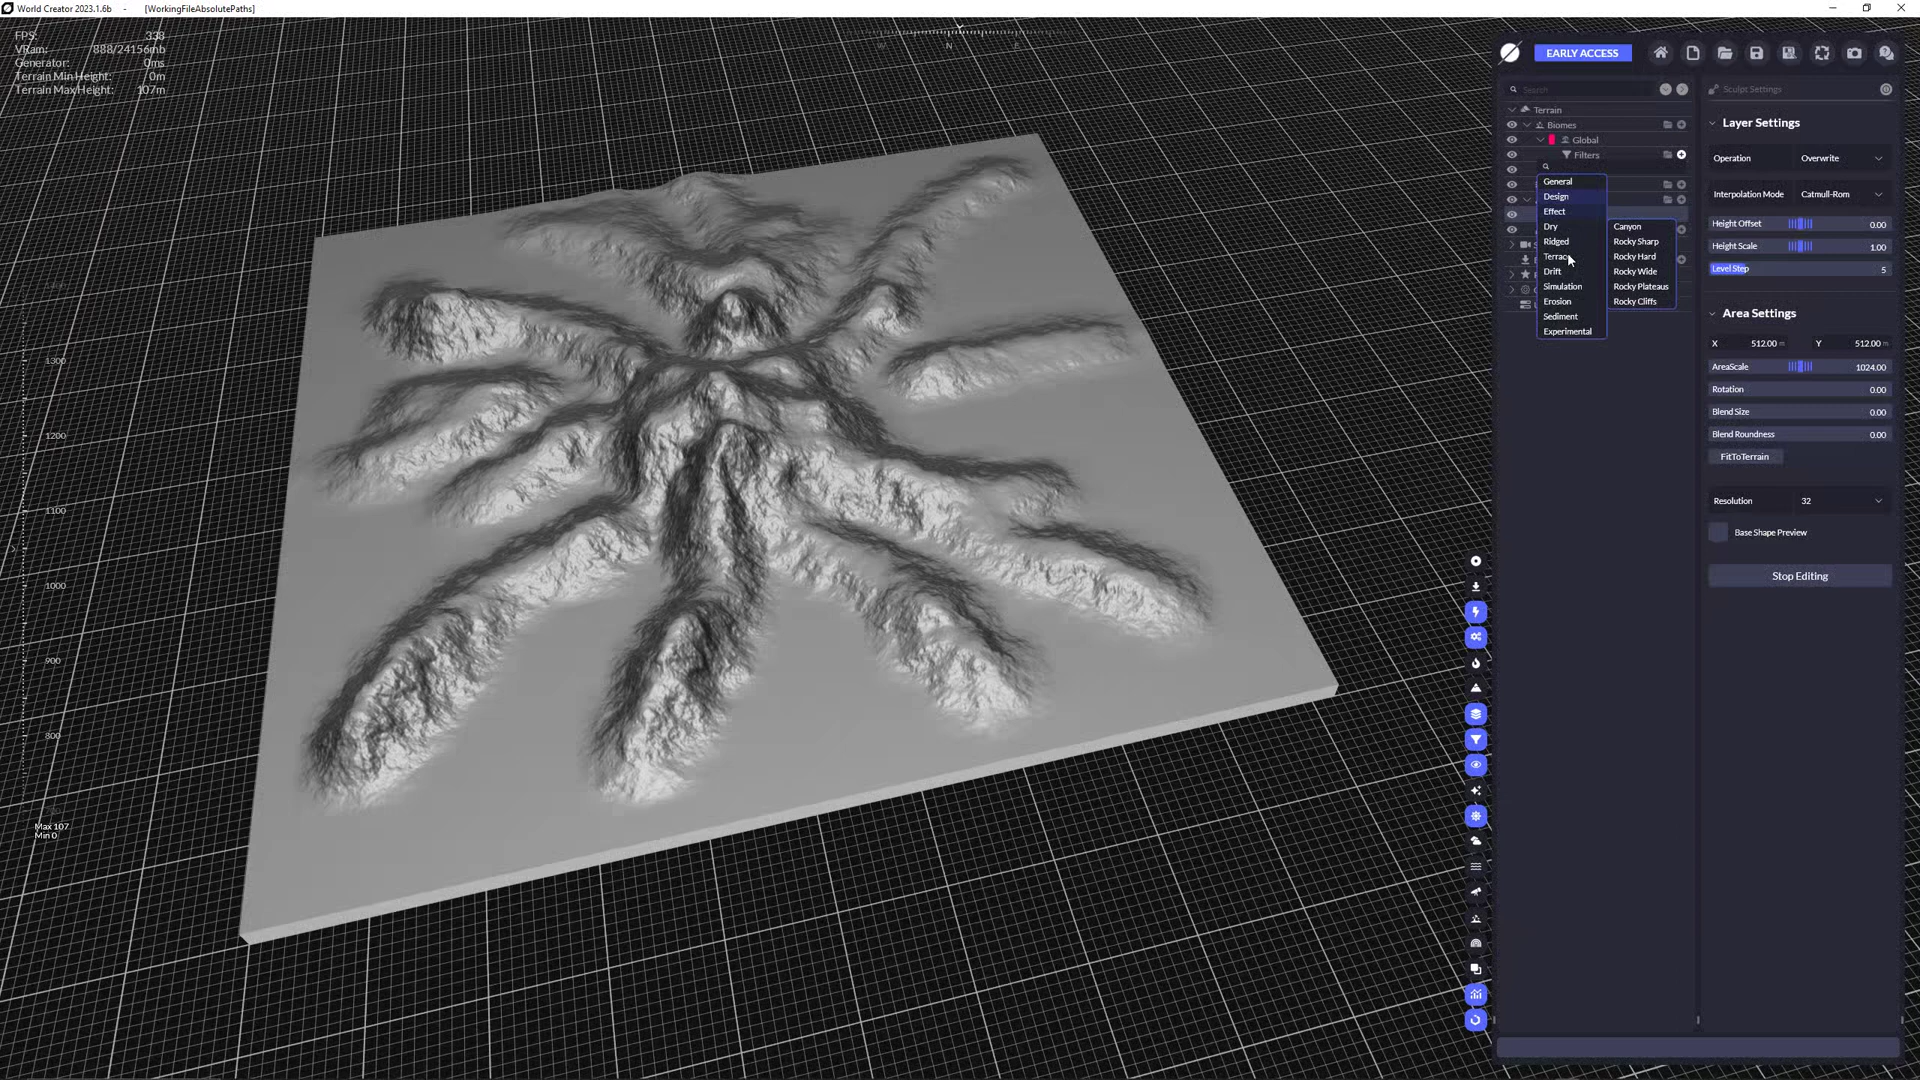 World Creator 2023.1.6b - [WorkingFileAbsolutePaths]
FPS: 338
VRam: 888/24156mb
Generator: 0ms
Terrain Min Height: 0m
Terrain Max Height: 107m
W N E
1300
1200
1100
1000
900
800
Max 107
Min 0
EARLY ACCESS
Search
Terrain
Biomes
Global
Filters
General
Design
Effect
Dry
Ridged
Terrac
Drift
Simulation
Erosion
Sediment
Experimental
Canyon
Rocky Sharp
Rocky Hard
Rocky Wide
Rocky Plateaus
Rocky Cliffs
Sculpt Settings
Layer Settings
Operation Overwrite
Interpolation Mode Catmull-Rom
Height Offset 0.00
Height Scale 1.00
Level Step 5
Area Settings
X 512.00 m Y 512.00 m
AreaScale 1024.00
Rotation 0.00
Blend Size 0.00
Blend Roundness 0.00
FitToTerrain
Resolution 32
Base Shape Preview
Stop Editing